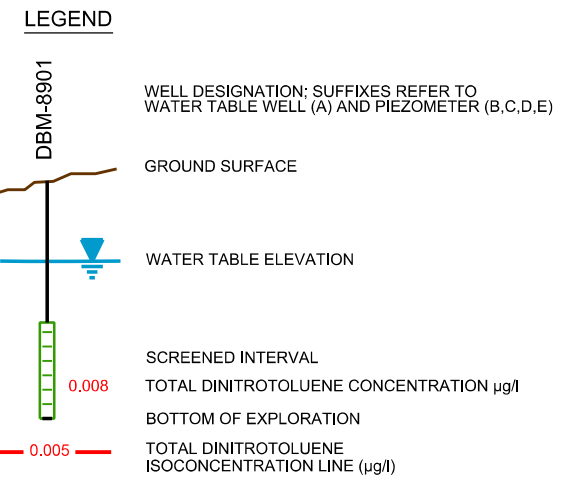 LEGEND
DBM-8901
WELL DESIGNATION; SUFFIXES REFER TO
WATER TABLE WELL (A) AND PIEZOMETER (B,C,D,E)
GROUND SURFACE
WATER TABLE ELEVATION
SCREENED INTERVAL
0.008 TOTAL DINITROTOLUENE CONCENTRATION µg/l
BOTTOM OF EXPLORATION
0.005 TOTAL DINITROTOLUENE
ISOCONCENTRATION LINE (µg/l)